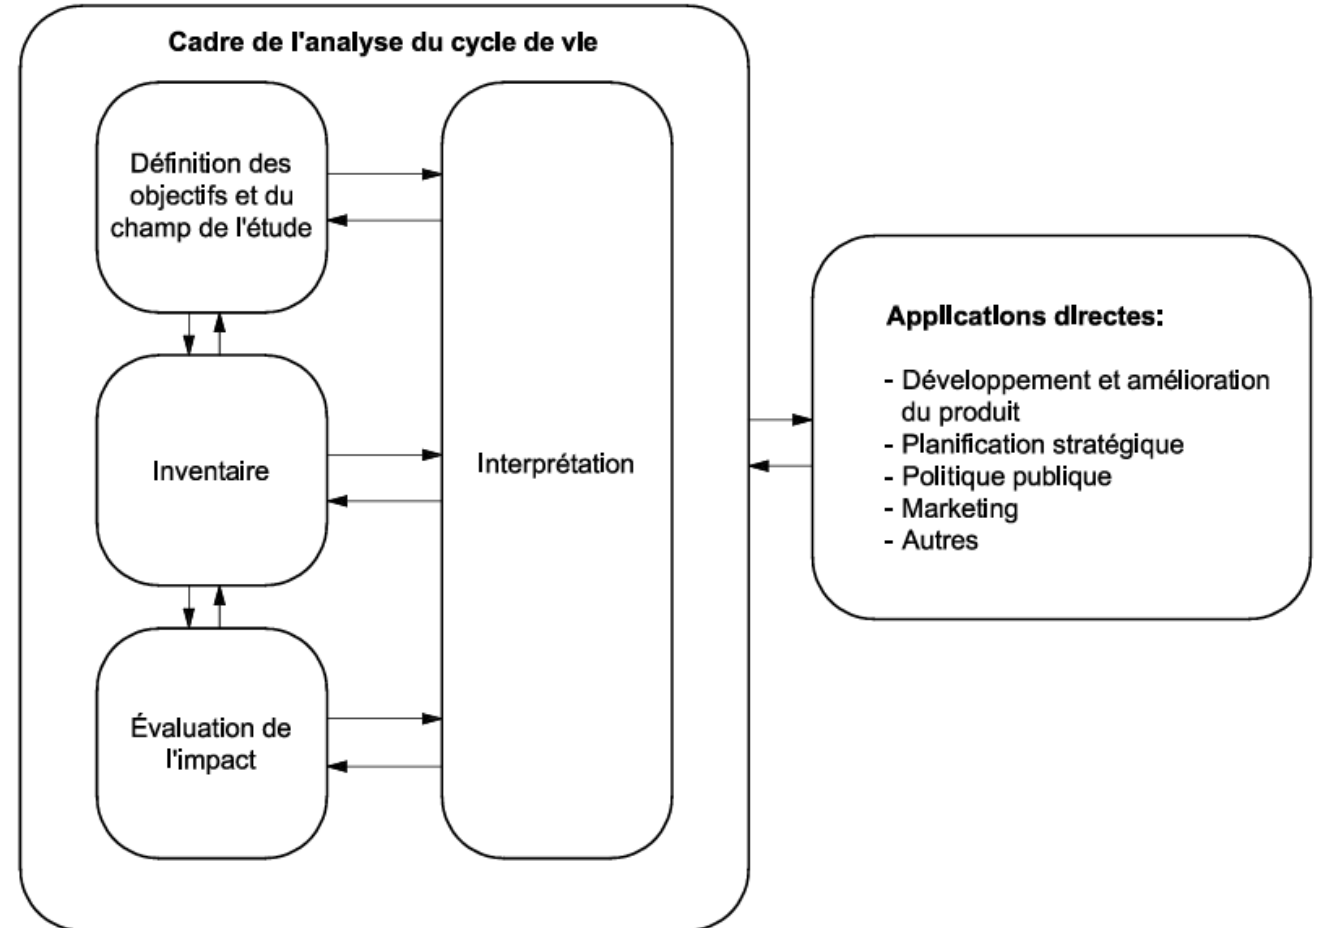 Cadre de l'analyse du cycle de vie
Définition des
objectifs et du
champ de l'étude
Inventaire
Évaluation de
l'impact
Interprétation
Applications directes:
- Développement et amélioration
du produit
- Planification stratégique
- Politique publique
- Marketing
- Autres